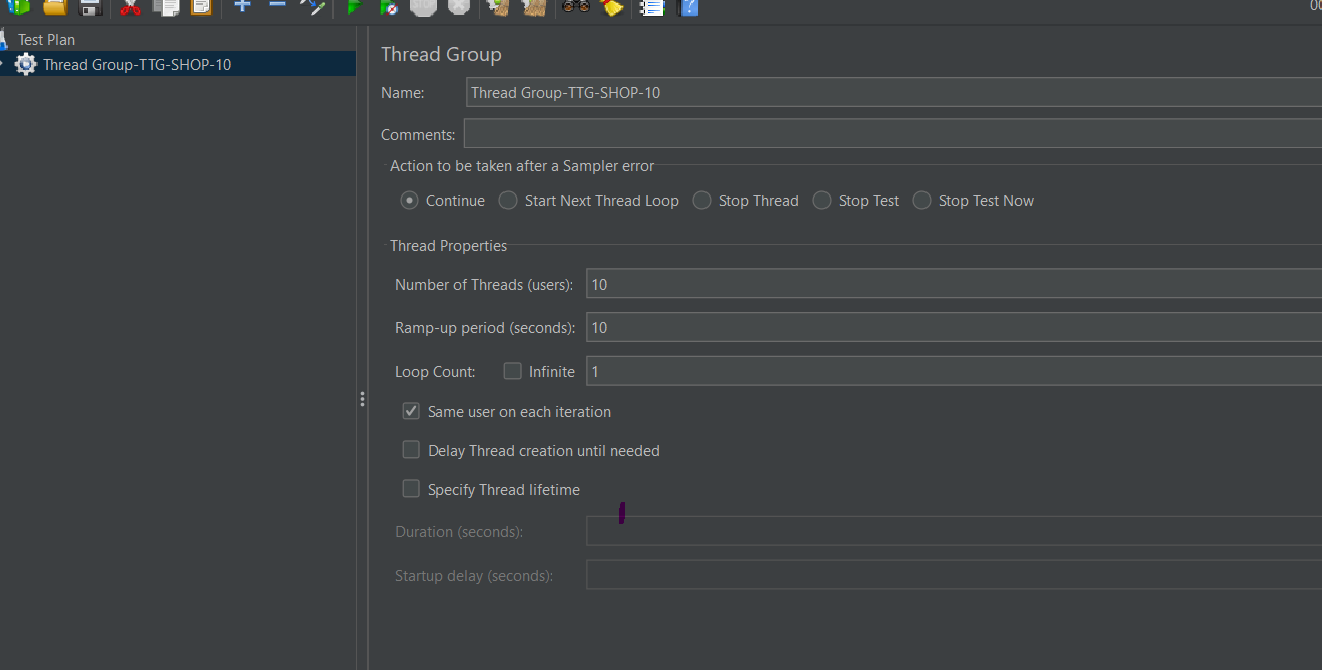 Test Plan
Thread Group-TTG-SHOP-10
Thread Group
Name: Thread Group-TTG-SHOP-10
Comments:
Action to be taken after a Sampler error
Continue Start Next Thread Loop Stop Thread Stop Test Stop Test Now
Thread Properties
Number of Threads (users): 10
Ramp-up period (seconds): 10
Loop Count: Infinite 1
Same user on each iteration
Delay Thread creation until needed
Specify Thread lifetime
Duration (seconds):
Startup delay (seconds):